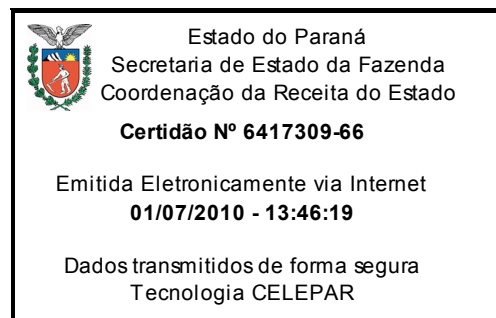 Estado do Paraná
Secretaria de Estado da Fazenda
Coordenação da Receita do Estado
Certidão Nº 6417309-66
Emitida Eletronicamente via Internet
01/07/2010 - 13:46:19
Dados transmitidos de forma segura
Tecnologia CELEPAR